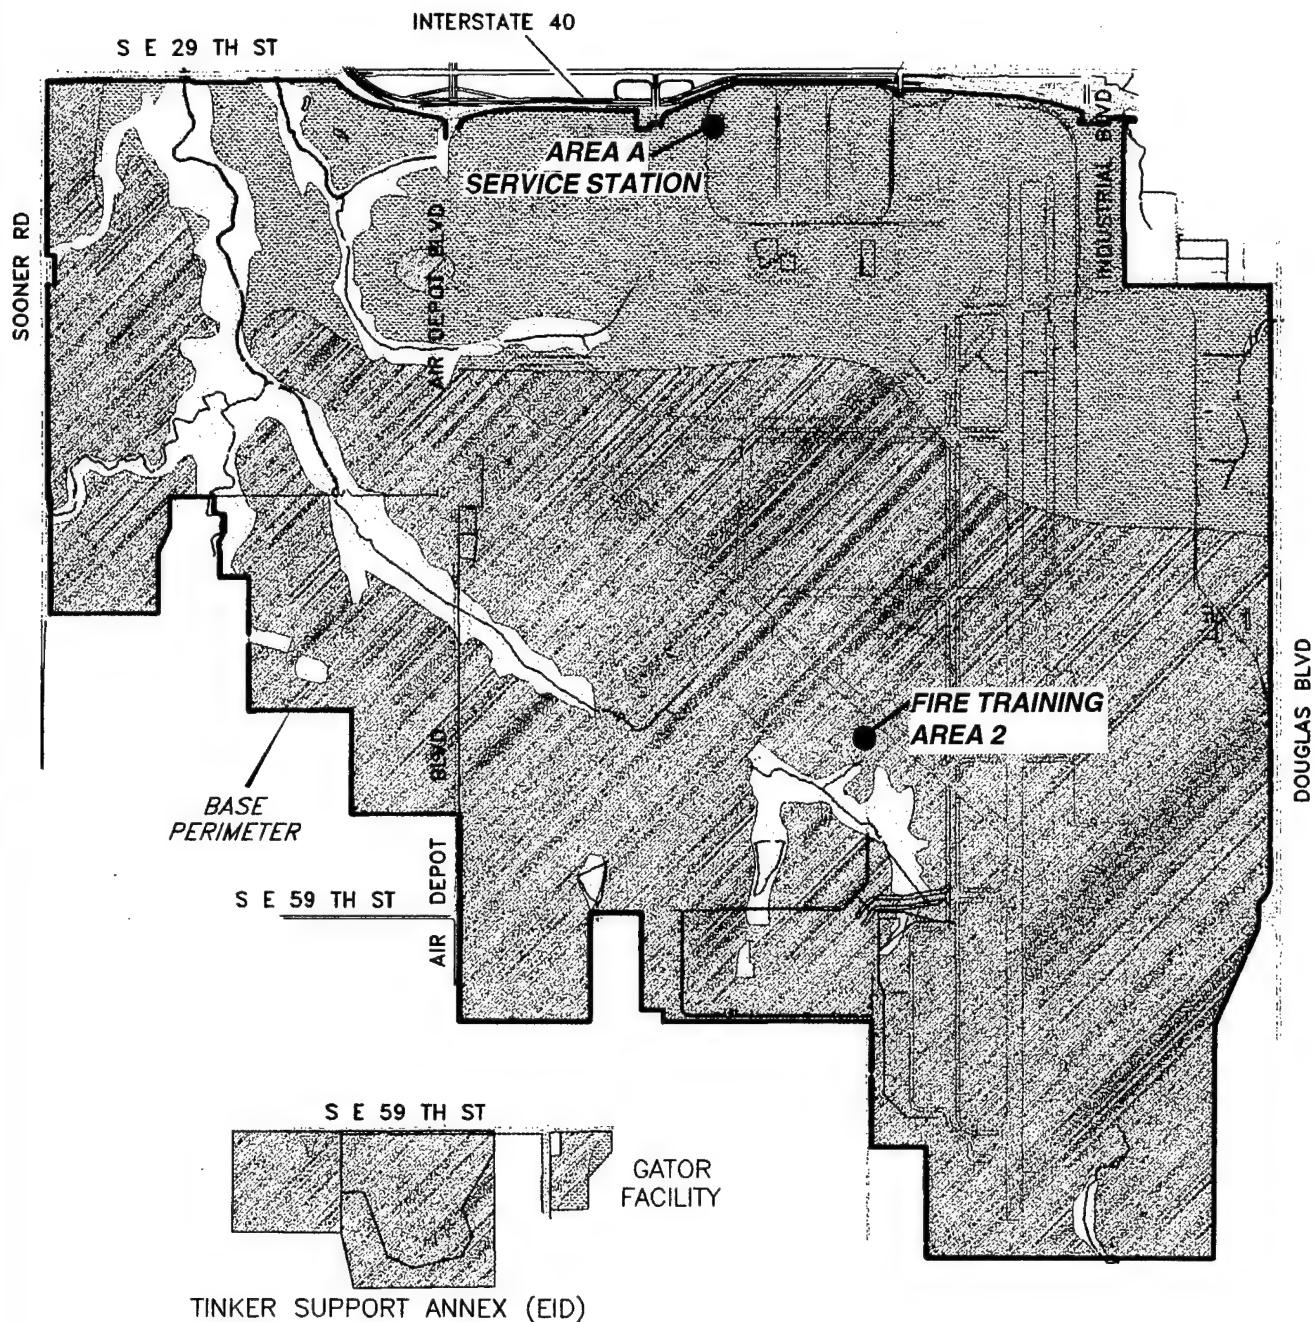 INTERSTATE 40
S E 29 TH ST
AREA A
SERVICE STATION
INDUSTRIAL BLVD
SOONER RD
AIR DEPOT BLVD
FIRE TRAINING
AREA 2
DOUGLAS BLVD
BASE
PERIMETER
S E 59 TH ST
AIR DEPOT BLVD
S E 59 TH ST
GATOR
FACILITY
TINKER SUPPORT ANNEX (EID)